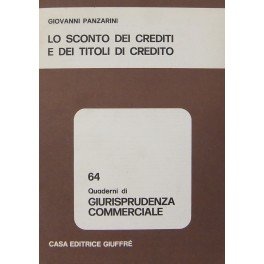 GIOVANNI PANZARINI
LO SCONTO DEI CREDITI
E DEI TITOLI DI CREDITO
64
Quaderni di
GIURISPRUDENZA
COMMERCIALE
CASA EDITRICE GIUFFRÈ